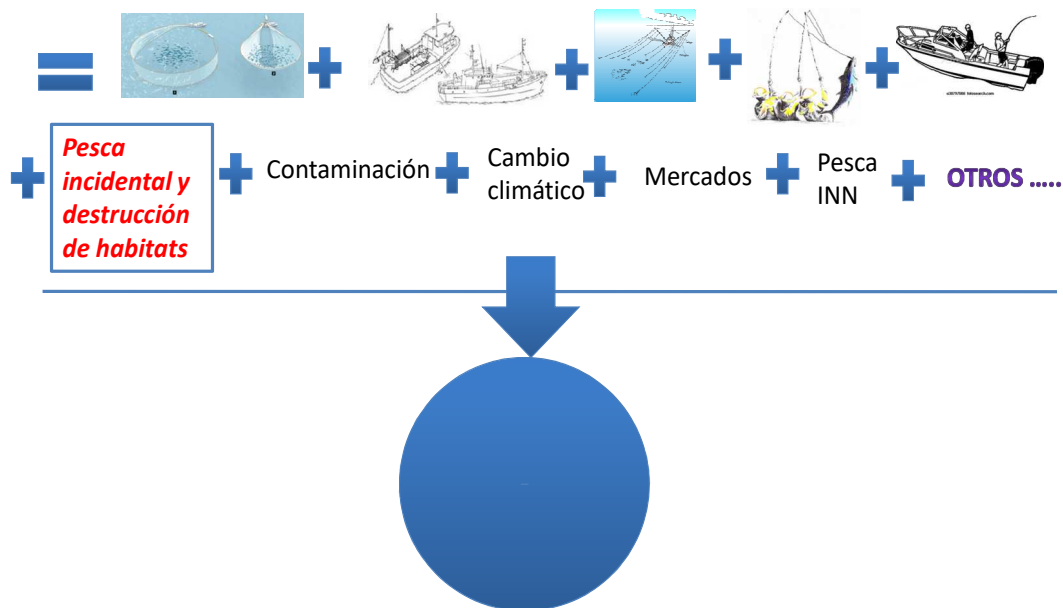 Pesca
incidental y
destrucción
de habitats
Contaminación
Cambio
climático
Mercados
Pesca
INN
OTROS .....